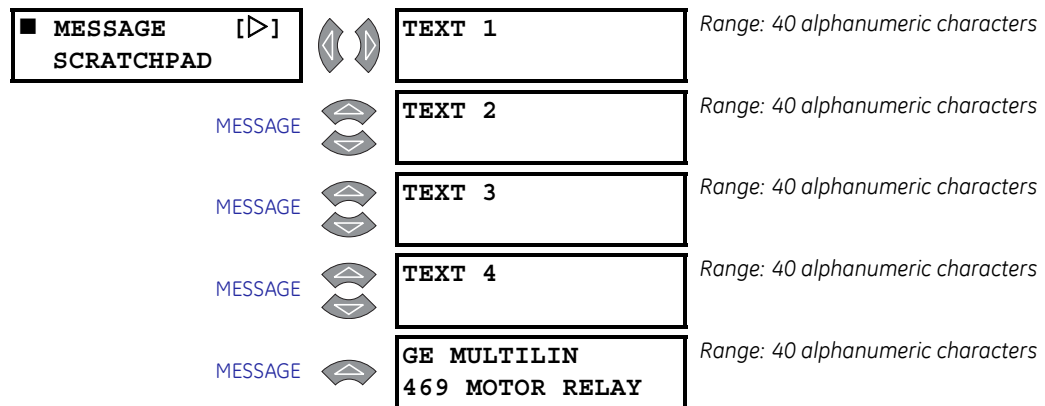 ■ MESSAGE [▷]
SCRATCHPAD
TEXT 1
Range: 40 alphanumeric characters
MESSAGE
TEXT 2
Range: 40 alphanumeric characters
MESSAGE
TEXT 3
Range: 40 alphanumeric characters
MESSAGE
TEXT 4
Range: 40 alphanumeric characters
MESSAGE
GE MULTILIN
469 MOTOR RELAY
Range: 40 alphanumeric characters